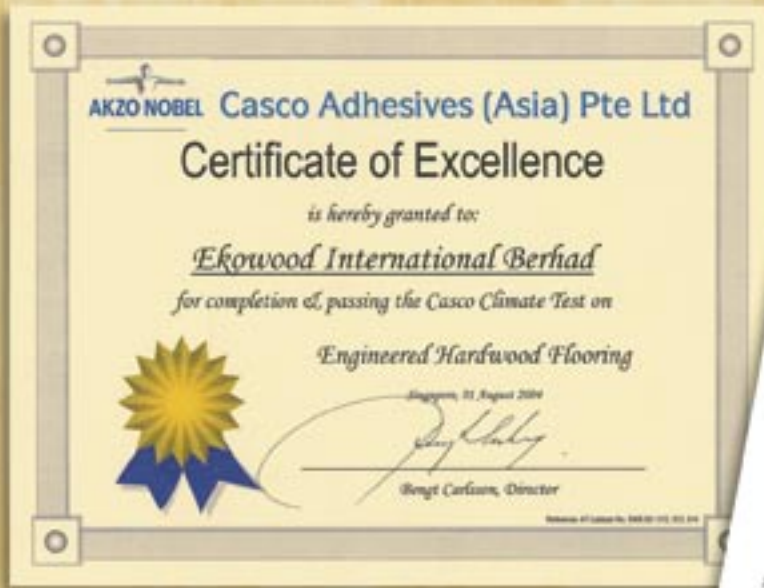 AKZO NOBEL Casco Adhesives (Asia) Pte Ltd
Certificate of Excellence
is hereby granted to:
Ekowood International Berhad
for completion & passing the Casco Climate Test on
Engineered Hardwood Flooring
Singapore, 01 August 2004
Bengt Carlsson, Director